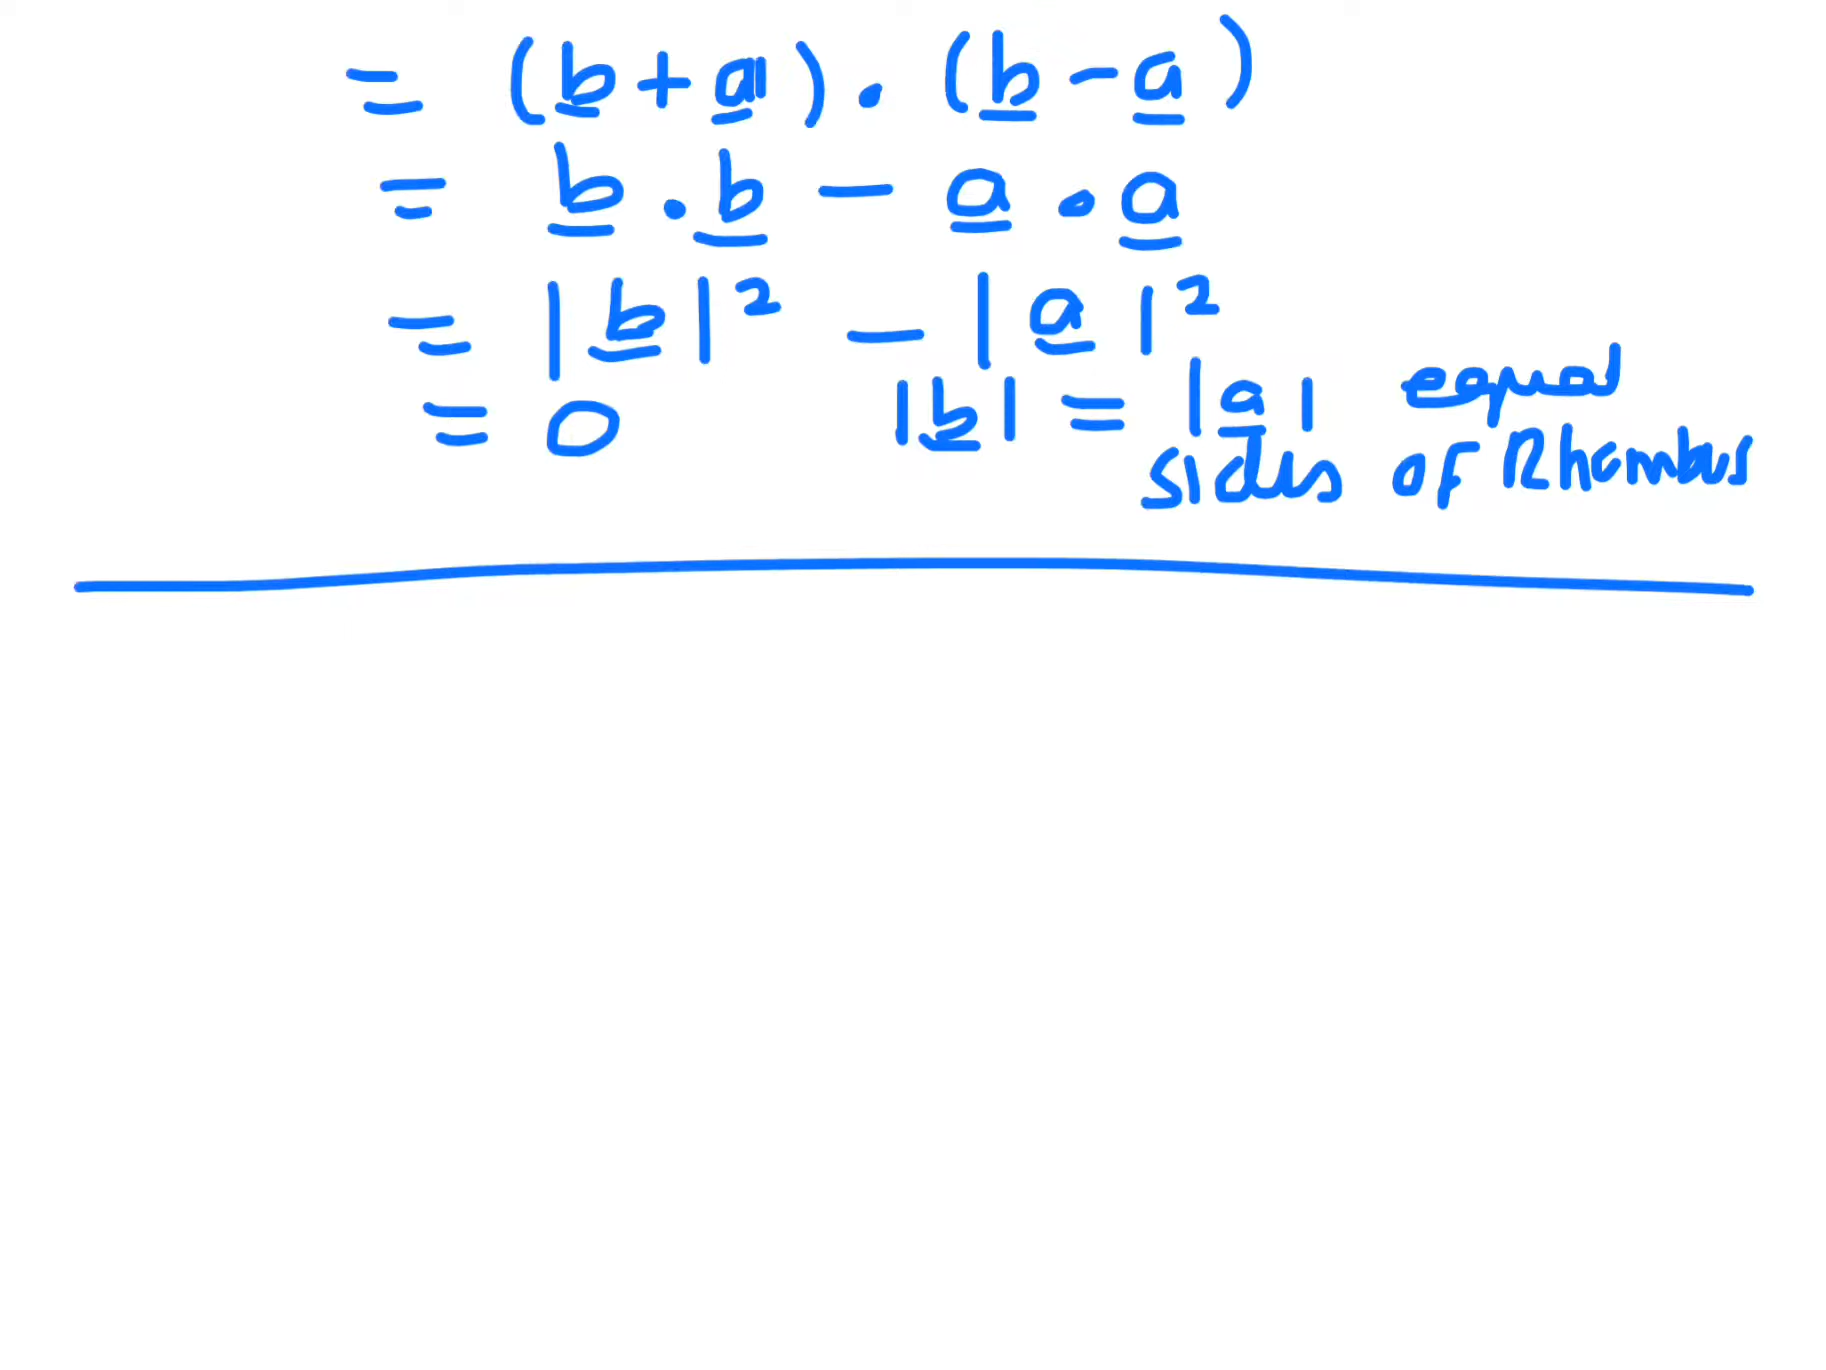 = (b + a) . (b - a)
= b . b - a . a
= |b|² - |a|²
= 0 |b| = |a| equal
sides of Rhombus